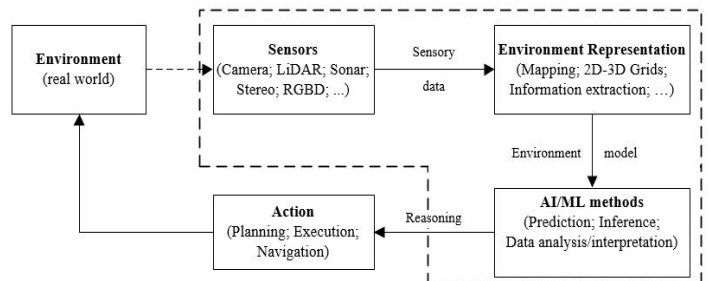 Environment
(real world)
Sensors
(Camera; LiDAR; Sonar;
Stereo; RGBD; ...)
Sensory
data
Environment Representation
(Mapping; 2D-3D Grids;
Information extraction; …)
Environment model
AI/ML methods
(Prediction; Inference;
Data analysis/interpretation)
Reasoning
Action
(Planning; Execution;
Navigation)